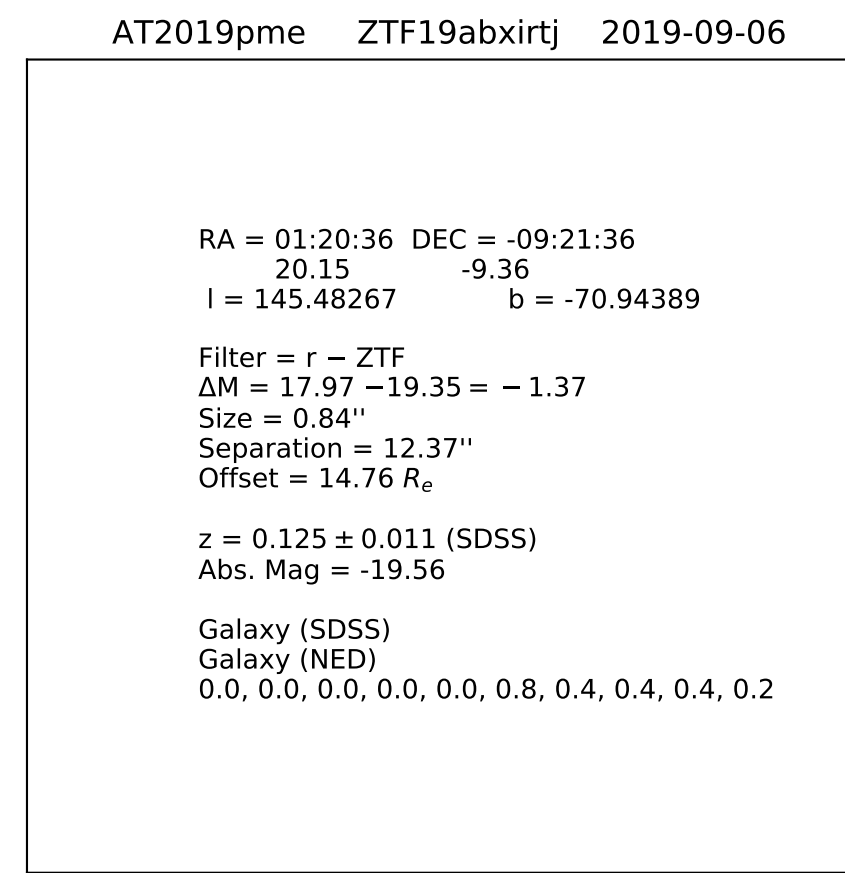 AT2019pme ZTF19abxirtj 2019-09-06
RA = 01:20:36 DEC = -09:21:36
20.15 -9.36
l = 145.48267 b = -70.94389
Filter = r − ZTF
ΔM = 17.97 −19.35 = − 1.37
Size = 0.84''
Separation = 12.37''
Offset = 14.76 Rₑ
z = 0.125 ± 0.011 (SDSS)
Abs. Mag = -19.56
Galaxy (SDSS)
Galaxy (NED)
0.0, 0.0, 0.0, 0.0, 0.0, 0.8, 0.4, 0.4, 0.4, 0.2